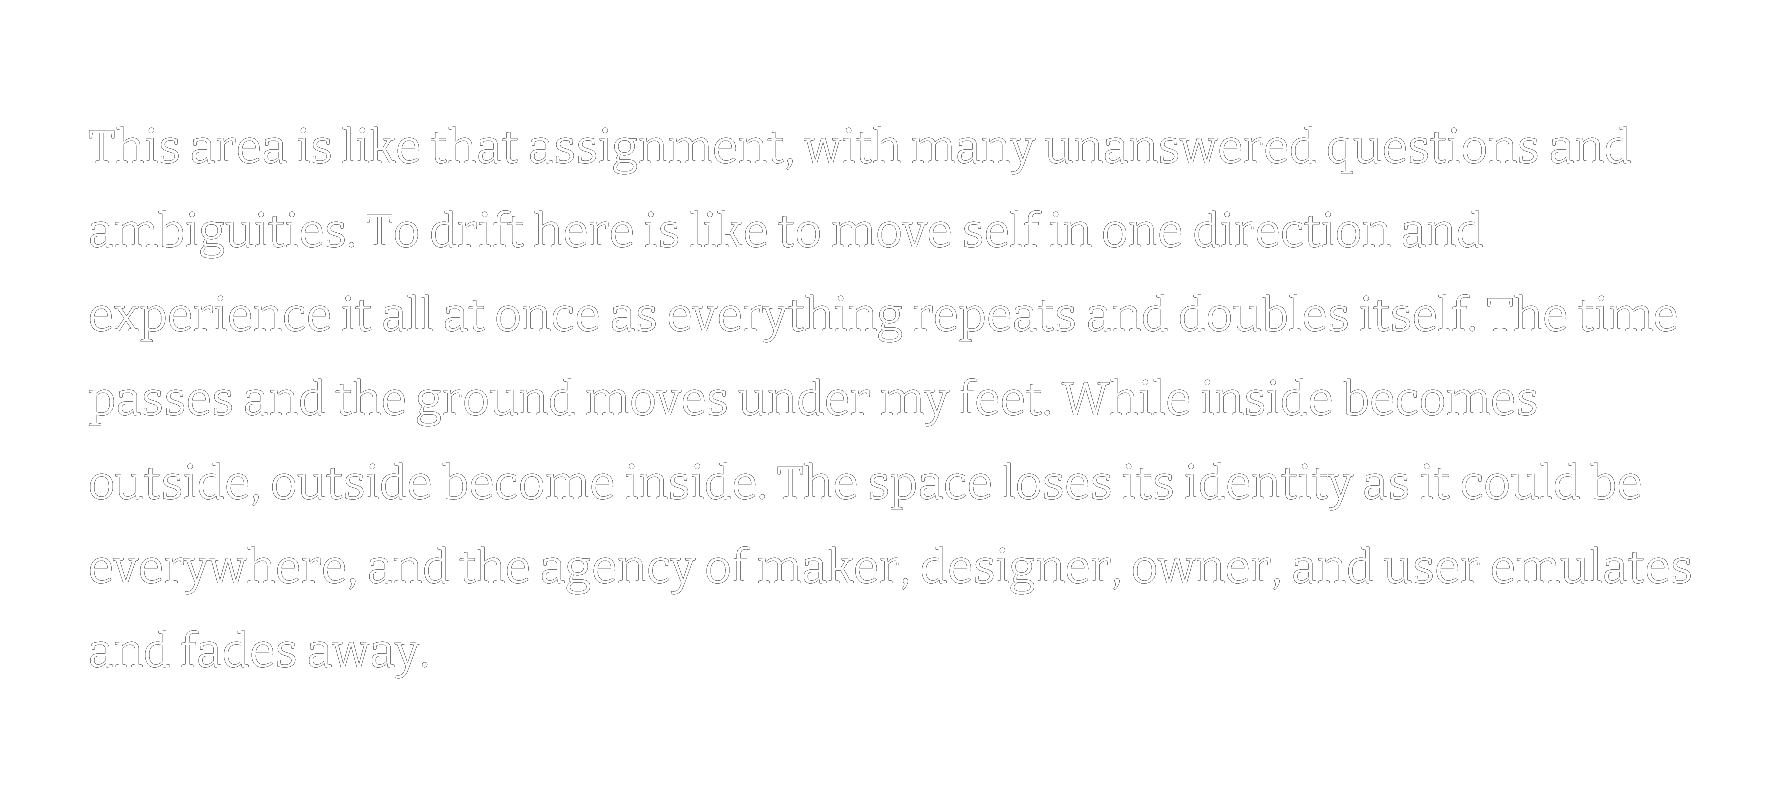 This area is like that assignment, with many unanswered questions and
ambiguities. To drift here is like to move self in one direction and
experience it all at once as everything repeats and doubles itself. The time
passes and the ground moves under my feet. While inside becomes
outside, outside become inside. The space loses its identity as it could be
everywhere, and the agency of maker, designer, owner, and user emulates
and fades away.